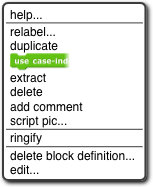 help...
relabel...
duplicate
use case-ind
extract
delete
add comment
script pic...
ringify
delete block definition...
edit...